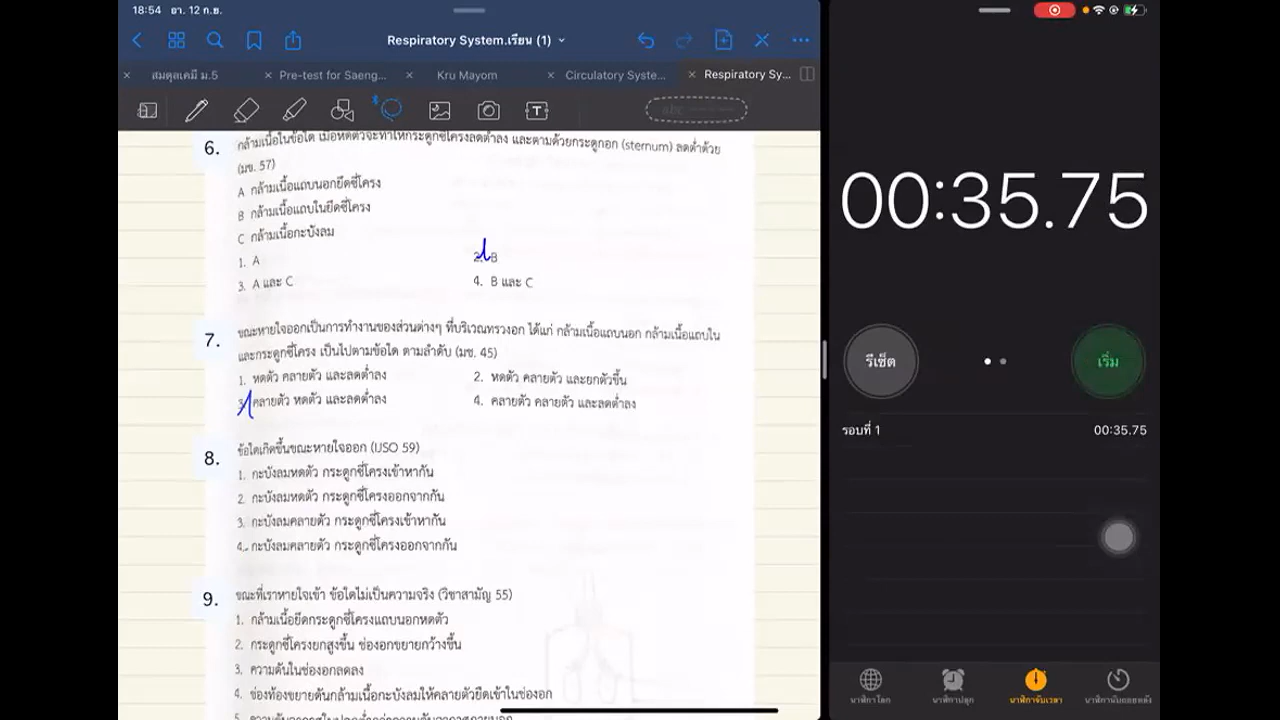 18:54 อา. 12 ก.ย.
Respiratory System.เรียน (1)
สมดุลเคมี ม.5
Pre-test for Saeng...
Kru Mayom
Circulatory Syste...
Respiratory Sy...
6. กล้ามเนื้อในข้อใด เมื่อหดตัวจะทำให้กระดูกซี่โครงลดต่ำลง และตามด้วยกระดูกอก (sternum) ลดต่ำด้วย
(มข. 57)
A กล้ามเนื้อแถบนอกยึดซี่โครง
B กล้ามเนื้อแถบในยึดซี่โครง
C กล้ามเนื้อกะบังลม
1. A
2. B
3. A และ C
4. B และ C
7. ขณะหายใจออกเป็นการทำงานของส่วนต่างๆ ที่บริเวณทรวงอก ได้แก่ กล้ามเนื้อแถบนอก กล้ามเนื้อแถบใน
และกระดูกซี่โครง เป็นไปตามข้อใด ตามลำดับ (มช. 45)
1. หดตัว คลายตัว และลดต่ำลง
2. หดตัว คลายตัว และยกตัวขึ้น
3. คลายตัว หดตัว และลดต่ำลง
4. คลายตัว คลายตัว และลดต่ำลง
8. ข้อใดเกิดขึ้นขณะหายใจออก (USO 59)
1. กะบังลมหดตัว กระดูกซี่โครงเข้าหากัน
2. กะบังลมหดตัว กระดูกซี่โครงออกจากกัน
3. กะบังลมคลายตัว กระดูกซี่โครงเข้าหากัน
4. กะบังลมคลายตัว กระดูกซี่โครงออกจากกัน
9. ขณะที่เราหายใจเข้า ข้อใดไม่เป็นความจริง (วิชาสามัญ 55)
1. กล้ามเนื้อยึดกระดูกซี่โครงแถบนอกหดตัว
2. กระดูกซี่โครงยกสูงขึ้น ช่องอกขยายกว้างขึ้น
3. ความดันในช่องอกลดลง
4. ช่องท้องขยายดันกล้ามเนื้อกะบังลมให้คลายตัวยืดเข้าในช่องอก
00:35.75
รีเซ็ต
เริ่ม
รอบที่ 1
00:35.75
นาฬิกาโลก
นาฬิกาปลุก
นาฬิกาจับเวลา
นาฬิกานับถอยหลัง